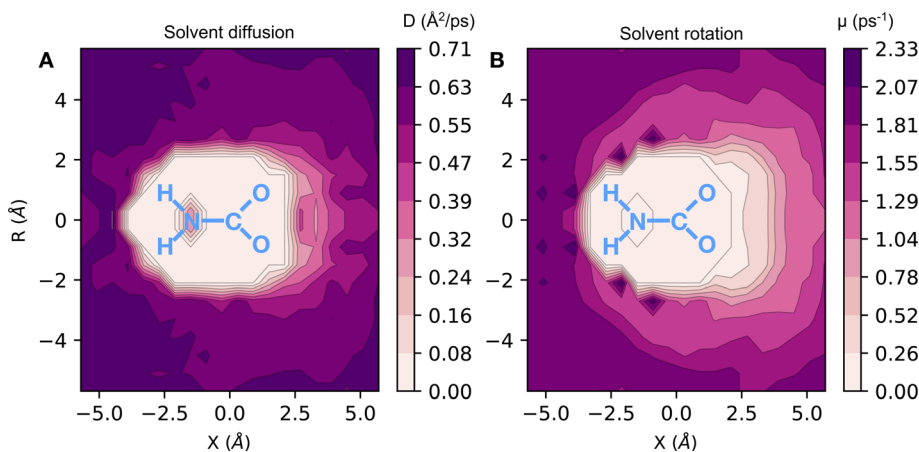 Solvent diffusion
D (Å²/ps)
Solvent rotation
μ (ps⁻¹)
A
0.71
0.63
0.55
0.47
0.39
0.32
0.24
0.16
0.08
0.00
4
2
0
−2
−4
R (Å)
H
O
N
C
H
O
−5.0
−2.5
0.0
2.5
5.0
X (Å)
B
2.33
2.07
1.81
1.55
1.29
1.04
0.78
0.52
0.26
0.00
4
2
0
−2
−4
H
O
N
C
H
O
−5.0
−2.5
0.0
2.5
5.0
X (Å)